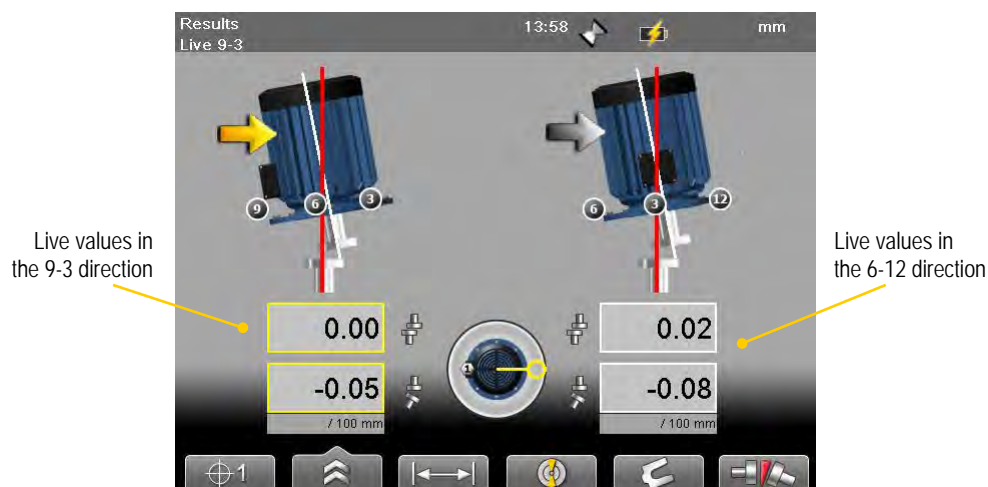 Results
Live 9-3
13:58
mm
9
6
3
6
3
12
Live values in
the 9-3 direction
Live values in
the 6-12 direction
0.00
0.02
1
-0.05
-0.08
/ 100 mm
/ 100 mm
1